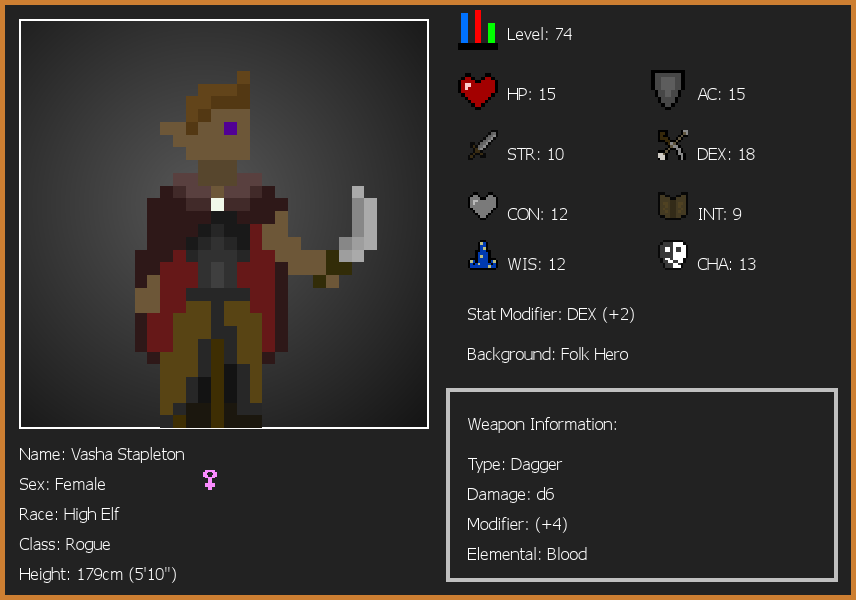 Level: 74
HP: 15
AC: 15
STR: 10
DEX: 18
CON: 12
INT: 9
WIS: 12
CHA: 13
Stat Modifier: DEX (+2)
Background: Folk Hero
Weapon Information:
Type: Dagger
Damage: d6
Modifier: (+4)
Elemental: Blood
Name: Vasha Stapleton
Sex: Female
Race: High Elf
Class: Rogue
Height: 179cm (5'10")